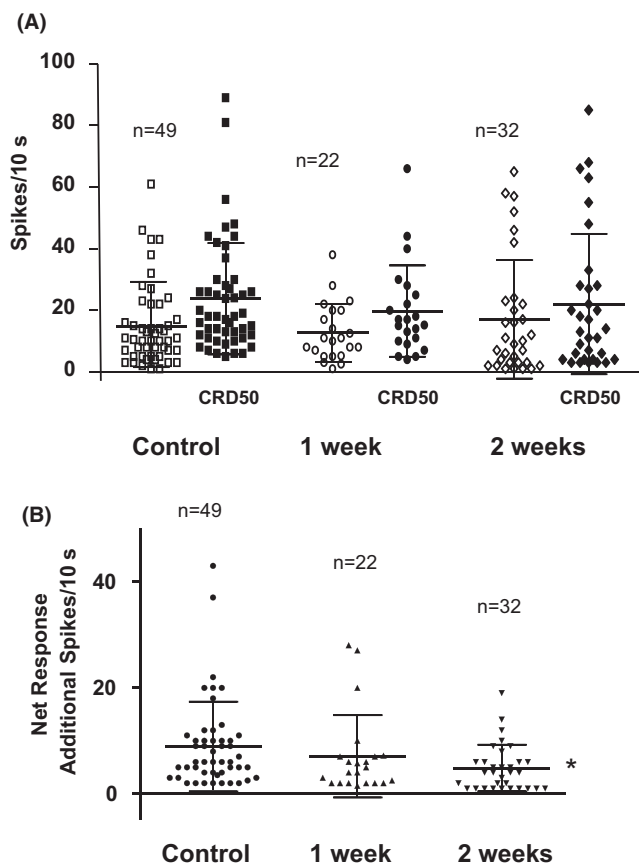 (A)
100
80
60
40
20
0
Spikes/10 s
n=49
n=22
n=32
CRD50
CRD50
CRD50
Control
1 week
2 weeks
(B)
n=49
n=22
n=32
40
20
0
Net Response
Additional Spikes/10 s
*
Control
1 week
2 weeks